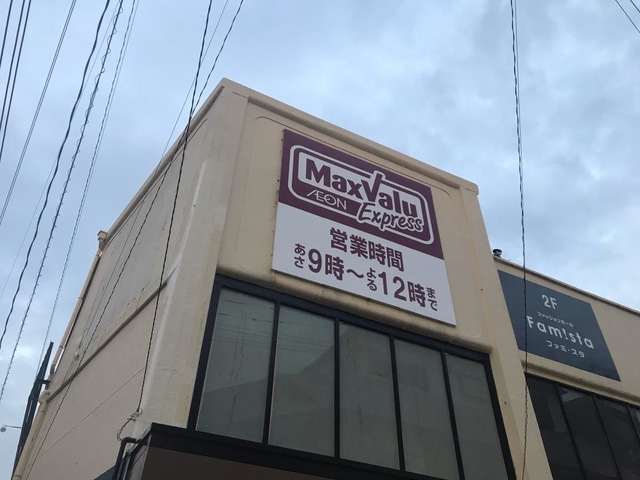 MaxValu
ÆON Express
営業時間
あさ9時~よる12時まで
2F
ファッションモール
Fam!sta
ファミ・スタ